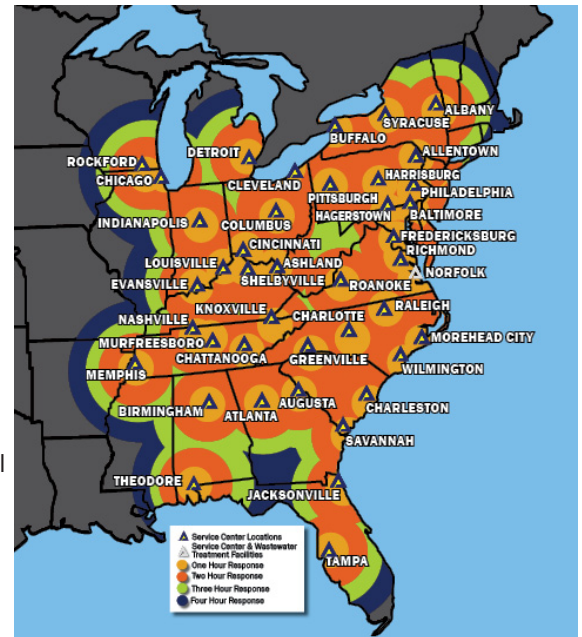 ALBANY
SYRACUSE
BUFFALO
ALLENTOWN
DETROIT
ROCKFORD
CHICAGO
CLEVELAND
HARRISBURG
PITTSBURGH
PHILADELPHIA
HAGERSTOWN
BALTIMORE
INDIANAPOLIS
COLUMBUS
FREDERICKSBURG
CINCINNATI
RICHMOND
LOUISVILLE
ASHLAND
NORFOLK
SHELBYVILLE
EVANSVILLE
ROANOKE
KNOXVILLE
RALEIGH
NASHVILLE
CHARLOTTE
MURFREESBORO
MOREHEAD CITY
CHATTANOOGA
GREENVILLE
MEMPHIS
WILMINGTON
AUGUSTA
CHARLESTON
BIRMINGHAM
ATLANTA
SAVANNAH
THEODORE
JACKSONVILLE
TAMPA
Service Center Locations
Service Center & Wastewater
Treatment Facilities
One Hour Response
Two Hour Response
Three Hour Response
Four Hour Response